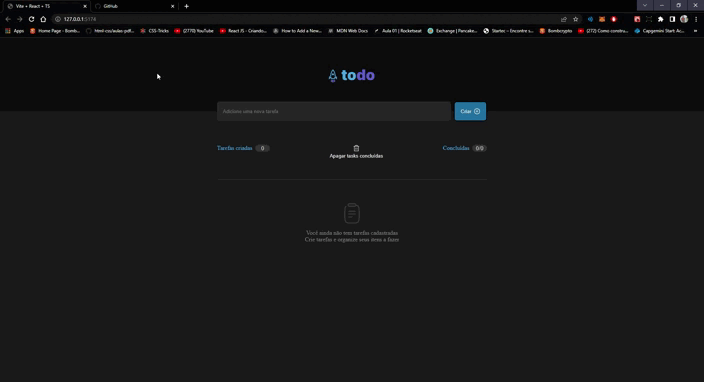 Vite + React + TS
GitHub
127.0.0.1:5174
Apps
Home Page - Bomb...
html-css/aulas-pdf...
CSS-Tricks
(2770) YouTube
React JS - Criando...
How to Add a New...
MDN Web Docs
Aula 01 | Rocketseat
Exchange | Pancake...
Startec – Encontre s...
Bombcrypto
(272) Como constru...
Capgemini Start: Ac...
»
todo
Adicione uma nova tarefa
Criar
Tarefas criadas 0
Apagar tasks concluídas
Concluídas 0/0
Você ainda não tem tarefas cadastradas
Crie tarefas e organize seus itens a fazer